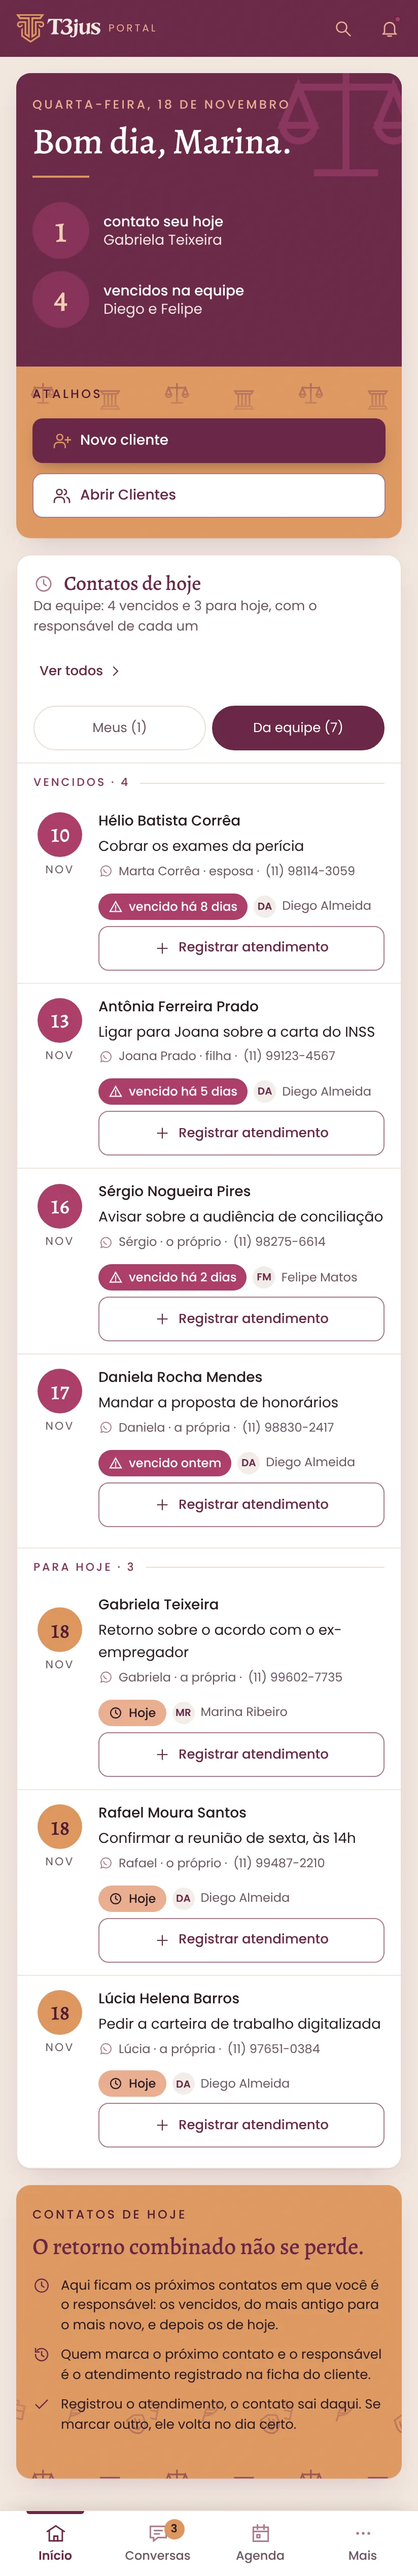 T3jus PORTAL
QUARTA-FEIRA, 18 DE NOVEMBRO
Bom dia, Marina.
1
contato seu hoje
Gabriela Teixeira
4
vencidos na equipe
Diego e Felipe
ATALHOS
Novo cliente
Abrir Clientes
Contatos de hoje
Da equipe: 4 vencidos e 3 para hoje, com o
responsável de cada um
Ver todos
Meus (1)
Da equipe (7)
VENCIDOS · 4
10
NOV
Hélio Batista Corrêa
Cobrar os exames da perícia
Marta Corrêa · esposa · (11) 98114-3059
vencido há 8 dias
DA Diego Almeida
Registrar atendimento
13
NOV
Antônia Ferreira Prado
Ligar para Joana sobre a carta do INSS
Joana Prado · filha · (11) 99123-4567
vencido há 5 dias
DA Diego Almeida
Registrar atendimento
16
NOV
Sérgio Nogueira Pires
Avisar sobre a audiência de conciliação
Sérgio · o próprio · (11) 98275-6614
vencido há 2 dias
FM Felipe Matos
Registrar atendimento
17
NOV
Daniela Rocha Mendes
Mandar a proposta de honorários
Daniela · a própria · (11) 98830-2417
vencido ontem
DA Diego Almeida
Registrar atendimento
PARA HOJE · 3
18
NOV
Gabriela Teixeira
Retorno sobre o acordo com o ex-
empregador
Gabriela · a própria · (11) 99602-7735
Hoje
MR Marina Ribeiro
Registrar atendimento
18
NOV
Rafael Moura Santos
Confirmar a reunião de sexta, às 14h
Rafael · o próprio · (11) 99487-2210
Hoje
DA Diego Almeida
Registrar atendimento
18
NOV
Lúcia Helena Barros
Pedir a carteira de trabalho digitalizada
Lúcia · a própria · (11) 97651-0384
Hoje
DA Diego Almeida
Registrar atendimento
CONTATOS DE HOJE
O retorno combinado não se perde.
Aqui ficam os próximos contatos em que você é
o responsável: os vencidos, do mais antigo para
o mais novo, e depois os de hoje.
Quem marca o próximo contato e o responsável
é o atendimento registrado na ficha do cliente.
Registrou o atendimento, o contato sai daqui. Se
marcar outro, ele volta no dia certo.
3
Início
Conversas
Agenda
Mais